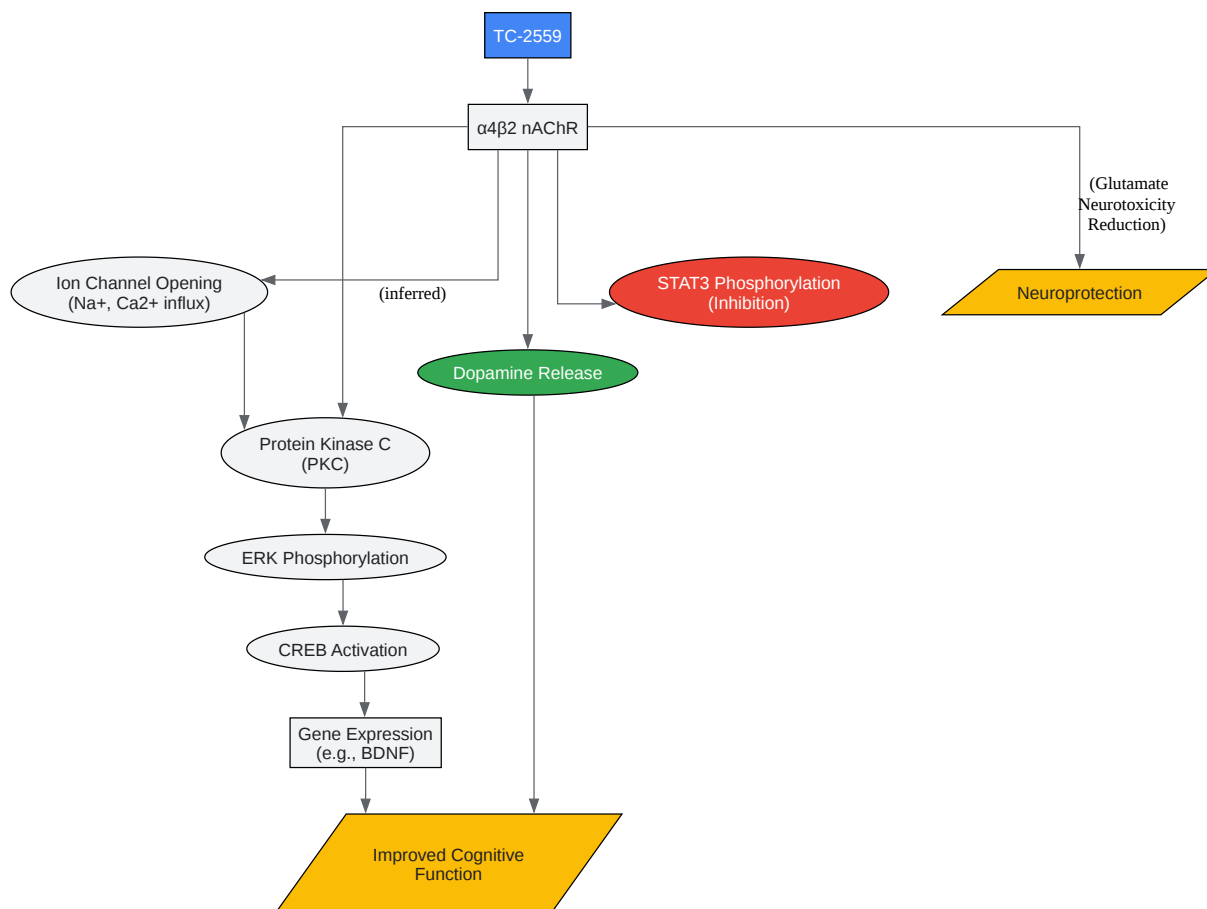 TC-2559
α4β2 nAChR
(Glutamate
Neurotoxicity
Reduction)
Ion Channel Opening
(Na+, Ca2+ influx)
(inferred)
STAT3 Phosphorylation
(Inhibition)
Neuroprotection
Dopamine Release
Protein Kinase C
(PKC)
ERK Phosphorylation
CREB Activation
Gene Expression
(e.g., BDNF)
Improved Cognitive
Function